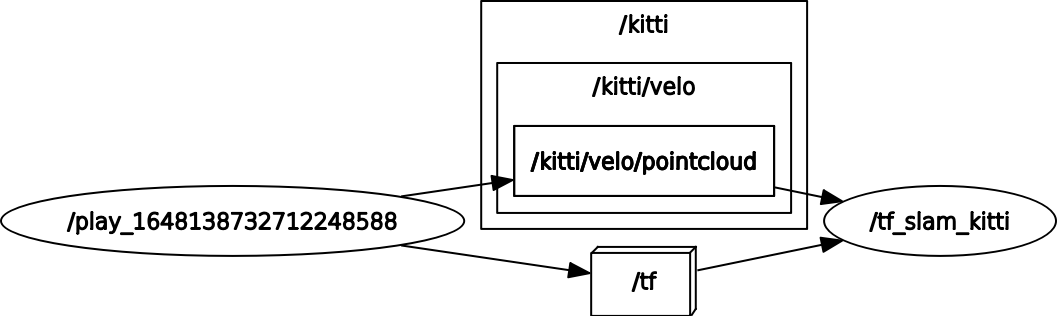 /kitti
/kitti/velo
/kitti/velo/pointcloud
/play_1648138732712248588
/tf_slam_kitti
/tf